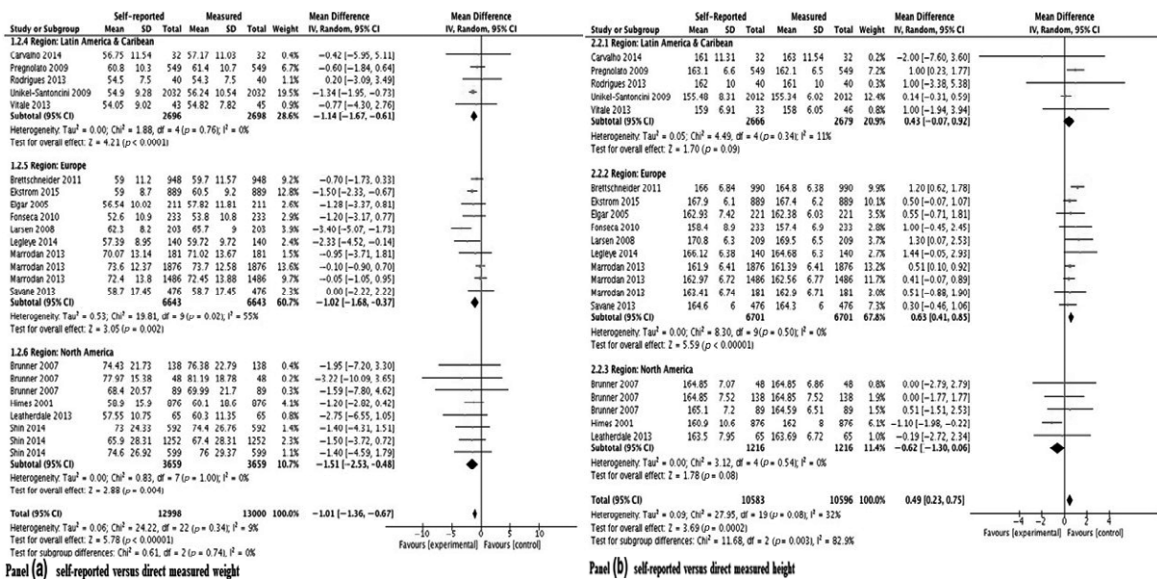 Self-reported Measured Mean Difference Mean Difference
Study or Subgroup Mean SD Total Mean SD Total Weight IV, Random, 95% CI IV, Random, 95% CI
1.2.4 Region: Latin America & Caribean
Carvalho 2014 56.75 11.54 32 57.17 11.03 32 0.4% −0.42 [−5.95, 5.11]
Pregnolato 2009 60.8 10.3 549 61.4 10.7 549 7.1% −0.60 [−1.84, 0.64]
Rodrigues 2013 54.5 7.5 40 54.3 7.5 40 1.1% 0.20 [−3.09, 3.49]
Unikel-Santoncini 2009 54.9 9.28 2032 56.24 10.54 2032 19.5% −1.34 [−1.95, −0.73]
Vitale 2013 54.05 9.02 43 54.82 7.82 45 0.9% −0.77 [−4.30, 2.76]
Subtotal (95% CI) 2696 2698 28.6% −1.14 [−1.67, −0.61]
Heterogeneity: Tau² = 0.00; Chi² = 1.88, df = 4 (p = 0.76); I² = 0%
Test for overall effect: Z = 4.21 (p < 0.0001)
1.2.5 Region: Europe
Brettschneider 2011 59 11.2 948 59.7 11.57 948 9.7% −0.70 [−1.73, 0.33]
Ekstrom 2015 59 8.7 889 60.5 9.2 889 12.8% −1.50 [−2.33, −0.67]
Elgar 2005 56.54 10.02 211 57.82 11.81 211 2.6% −1.28 [−3.37, 0.81]
Fonseca 2010 52.6 10.9 233 53.8 10.8 233 3.0% −1.20 [−3.17, 0.77]
Larsen 2008 62.3 8.2 203 65.7 9 203 4.2% −3.40 [−5.07, −1.73]
Legleye 2014 57.39 8.95 140 59.72 9.72 140 2.4% −2.33 [−4.52, −0.14]
Marrodan 2013 70.07 13.14 181 71.02 13.67 181 1.5% −0.95 [−3.71, 1.81]
Marrodan 2013 73.6 12.37 1876 73.7 12.58 1876 13.6% −0.10 [−0.90, 0.70]
Marrodan 2013 72.4 13.8 1486 72.45 13.88 1486 9.2% −0.05 [−1.05, 0.95]
Savane 2013 58.7 17.45 476 58.7 17.45 476 2.3% 0.00 [−2.22, 2.22]
Subtotal (95% CI) 6643 6643 60.7% −1.02 [−1.68, −0.37]
Heterogeneity: Tau² = 0.53; Chi² = 19.81, df = 9 (p = 0.02); I² = 55%
Test for overall effect: Z = 3.05 (p = 0.002)
1.2.6 Region: North America
Brunner 2007 74.43 21.73 138 76.38 22.79 138 0.4% −1.95 [−7.20, 3.30]
Brunner 2007 77.97 15.38 48 81.19 18.78 48 0.2% −3.22 [−10.09, 3.65]
Brunner 2007 68.4 20.57 89 69.99 21.7 89 0.3% −1.59 [−7.80, 4.62]
Himes 2001 58.9 15.9 876 60.1 18.6 876 4.4% −1.20 [−2.82, 0.42]
Leatherdale 2013 57.55 10.75 65 60.3 11.35 65 0.8% −2.75 [−6.55, 1.05]
Shin 2014 73 24.33 592 74.4 26.76 592 1.3% −1.40 [−4.31, 1.51]
Shin 2014 65.9 28.31 1252 67.4 28.31 1252 2.3% −1.50 [−3.72, 0.72]
Shin 2014 74.6 26.92 599 76 29.37 599 1.1% −1.40 [−4.59, 1.79]
Subtotal (95% CI) 3659 3659 10.7% −1.51 [−2.53, −0.48]
Heterogeneity: Tau² = 0.00; Chi² = 0.83, df = 7 (p = 1.00); I² = 0%
Test for overall effect: Z = 2.88 (p = 0.004)
Total (95% CI) 12998 13000 100.0% −1.01 [−1.36, −0.67]
Heterogeneity: Tau² = 0.06; Chi² = 24.22, df = 22 (p = 0.34); I² = 9%
Test for overall effect: Z = 5.78 (p < 0.00001)
Test for subgroup differences: Chi² = 0.61, df = 2 (p = 0.74), I² = 0%
−10 −5 0 5 10
Favours [experimental] Favours [control]
Panel (a) self-reported versus direct measured weight
Self-reported Measured Mean Difference Mean Difference
Study or Subgroup Mean SD Total Mean SD Total Weight IV, Random, 95% CI IV, Random, 95% CI
2.2.1 Region: Latin America & Caribean
Carvalho 2014 161 11.31 32 163 11.54 32 0.2% −2.00 [−7.60, 3.60]
Pregnolato 2009 163.1 6.6 549 162.1 6.5 549 7.1% 1.00 [0.23, 1.77]
Rodrigues 2013 162 10 40 161 10 40 0.3% 1.00 [−3.38, 5.38]
Unikel-Santoncini 2009 155.48 8.31 2012 155.34 6.02 2012 12.4% 0.14 [−0.31, 0.59]
Vitale 2013 159 6.91 33 158 6.05 46 0.8% 1.00 [−1.94, 3.94]
Subtotal (95% CI) 2666 2679 20.9% 0.43 [−0.07, 0.92]
Heterogeneity: Tau² = 0.05; Chi² = 4.49, df = 4 (p = 0.34); I² = 11%
Test for overall effect: Z = 1.70 (p = 0.09)
2.2.2 Region: Europe
Brettschneider 2011 166 6.84 990 164.8 6.38 990 9.9% 1.20 [0.62, 1.78]
Ekstrom 2015 167.9 6.1 889 167.4 6.2 889 10.1% 0.50 [−0.07, 1.07]
Elgar 2005 162.93 7.42 221 162.38 6.03 221 3.9% 0.55 [−0.71, 1.81]
Fonseca 2010 158.4 8.9 233 157.4 6.9 233 3.1% 1.00 [−0.45, 2.45]
Larsen 2008 170.8 6.3 209 169.5 6.5 209 4.1% 1.30 [0.07, 2.53]
Legleye 2014 166.12 6.38 140 164.68 6.3 140 2.9% 1.44 [−0.05, 2.93]
Marrodan 2013 161.9 6.41 1876 161.39 6.41 1876 13.1% 0.51 [0.10, 0.92]
Marrodan 2013 162.97 6.72 1486 162.56 6.77 1486 11.7% 0.41 [−0.07, 0.89]
Marrodan 2013 163.41 6.74 181 162.9 6.71 181 3.3% 0.51 [−0.88, 1.90]
Savane 2013 164.6 6 476 164.3 6 476 7.2% 0.30 [−0.46, 1.06]
Subtotal (95% CI) 6701 6701 67.8% 0.63 [0.41, 0.85]
Heterogeneity: Tau² = 0.00; Chi² = 8.30, df = 9 (p = 0.50); I² = 0%
Test for overall effect: Z = 5.59 (p < 0.00001)
2.2.3 Region: North America
Brunner 2007 164.85 7.07 48 164.85 6.86 48 0.8% 0.00 [−2.79, 2.79]
Brunner 2007 164.85 7.52 138 164.85 7.52 138 2.0% 0.00 [−1.77, 1.77]
Brunner 2007 165.1 7.2 89 164.59 6.51 89 1.5% 0.51 [−1.51, 2.53]
Himes 2001 160.9 10.6 876 162 8 876 6.1% −1.10 [−1.98, −0.22]
Leatherdale 2013 163.5 7.95 65 163.69 6.72 65 1.0% −0.19 [−2.72, 2.34]
Subtotal (95% CI) 1216 1216 11.4% −0.62 [−1.30, 0.06]
Heterogeneity: Tau² = 0.00; Chi² = 3.12, df = 4 (p = 0.54); I² = 0%
Test for overall effect: Z = 1.78 (p = 0.08)
Total (95% CI) 10583 10596 100.0% 0.49 [0.23, 0.75]
Heterogeneity: Tau² = 0.09; Chi² = 27.95, df = 19 (p = 0.08); I² = 32%
Test for overall effect: Z = 3.69 (p = 0.0002)
Test for subgroup differences: Chi² = 11.68, df = 2 (p = 0.003), I² = 82.9%
−4 −2 0 2 4
Favours [experimental] Favours [control]
Panel (b) self-reported versus direct measured height